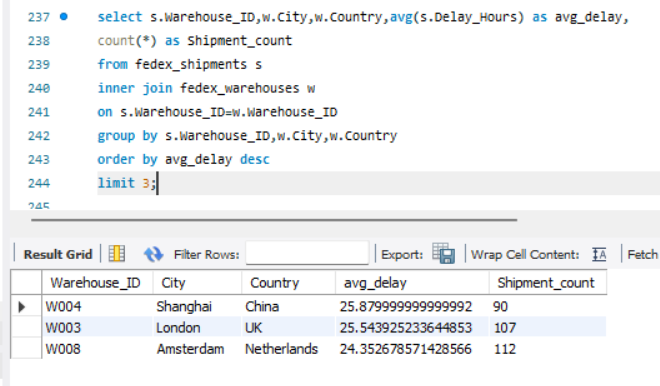 237 select s.Warehouse_ID,w.City,w.Country,avg(s.Delay_Hours) as avg_delay,
238 count(*) as Shipment_count
239 from fedex_shipments s
240 inner join fedex_warehouses w
241 on s.Warehouse_ID=w.Warehouse_ID
242 group by s.Warehouse_ID,w.City,w.Country
243 order by avg_delay desc
244 limit 3;
245
Result Grid Filter Rows: Export: Wrap Cell Content: Fetch
Warehouse_ID City Country avg_delay Shipment_count
W004 Shanghai China 25.879999999999992 90
W003 London UK 25.543925233644853 107
W008 Amsterdam Netherlands 24.352678571428566 112